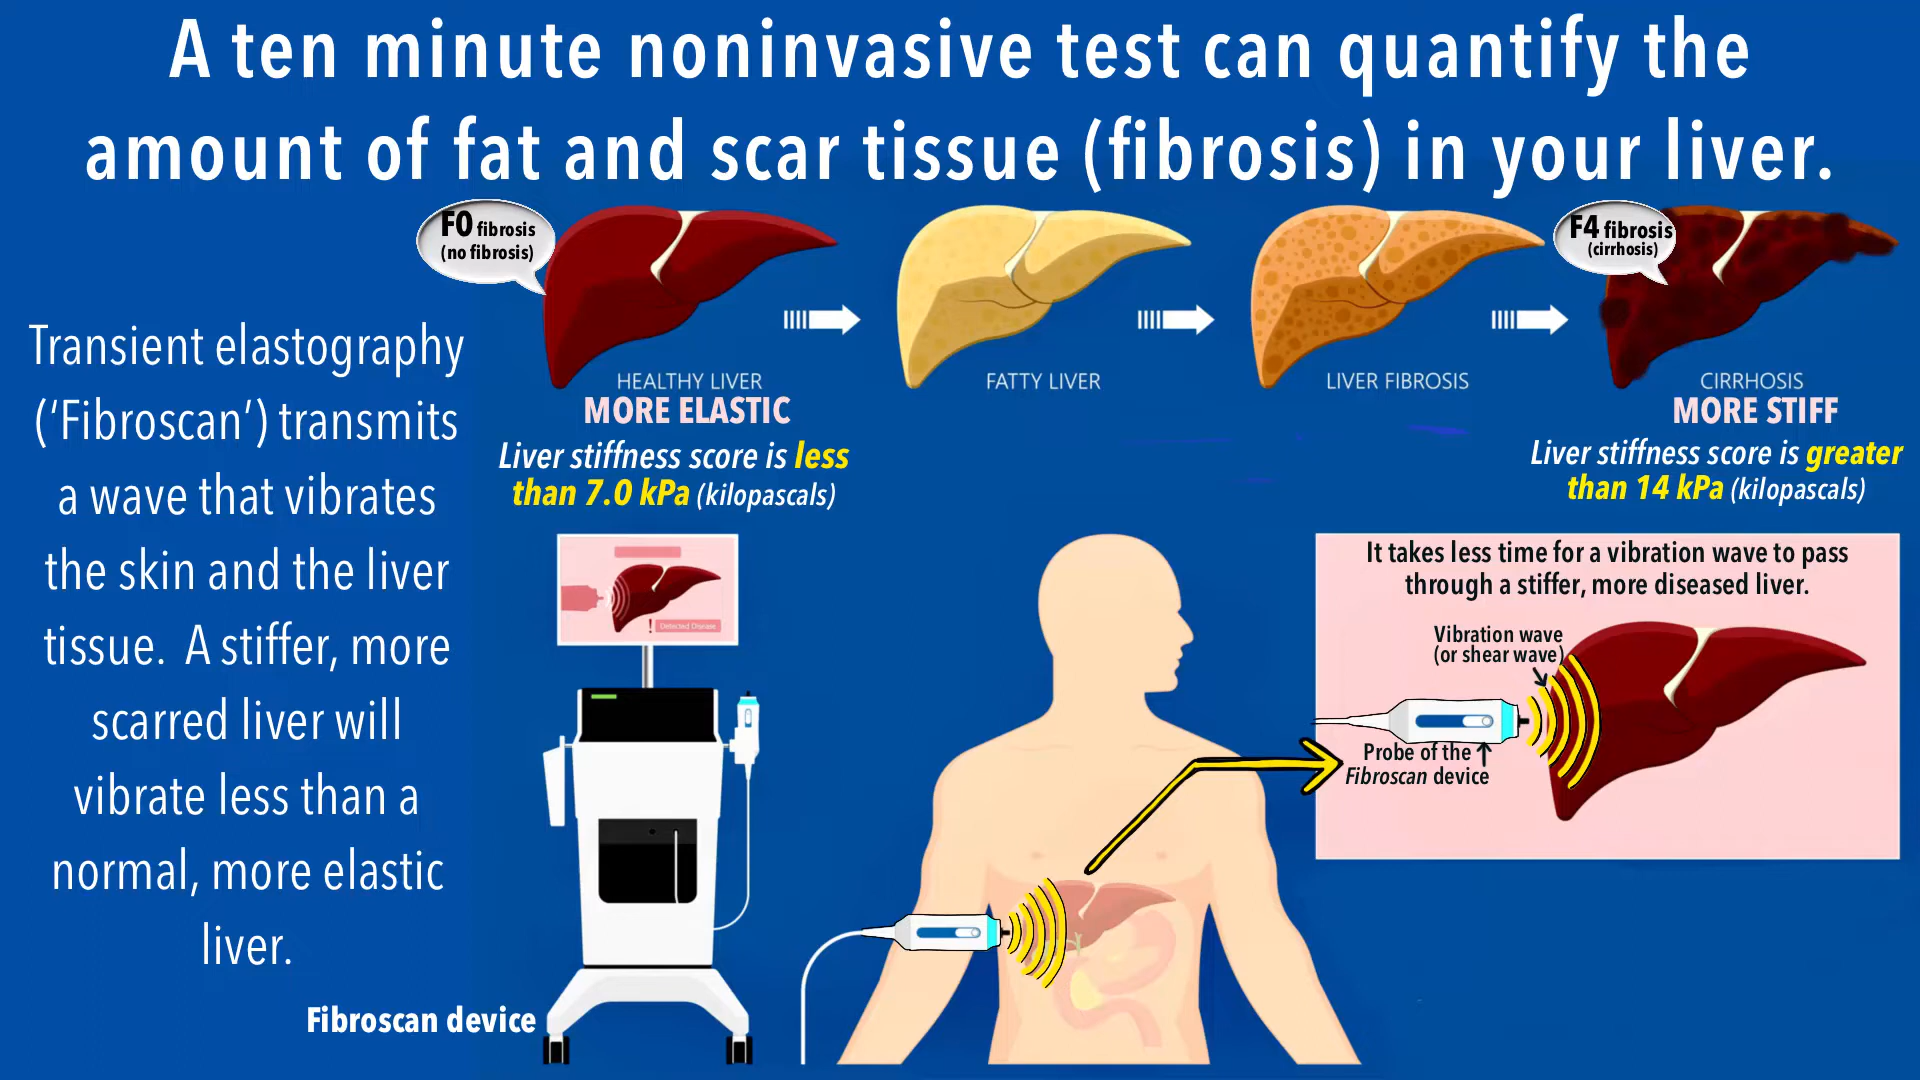 A ten minute noninvasive test can quantify the
amount of fat and scar tissue (fibrosis) in your liver.
F0 fibrosis
(no fibrosis)
F4 fibrosis
(cirrhosis)
HEALTHY LIVER
MORE ELASTIC
Liver stiffness score is less
than 7.0 kPa (kilopascals)
FATTY LIVER
LIVER FIBROSIS
CIRRHOSIS
MORE STIFF
Liver stiffness score is greater
than 14 kPa (kilopascals)
Transient elastography
(‘Fibroscan’) transmits
a wave that vibrates
the skin and the liver
tissue. A stiffer, more
scarred liver will
vibrate less than a
normal, more elastic
liver.
! Detected Disease
Fibroscan device
It takes less time for a vibration wave to pass
through a stiffer, more diseased liver.
Vibration wave
(or shear wave)
Probe of the
Fibroscan device